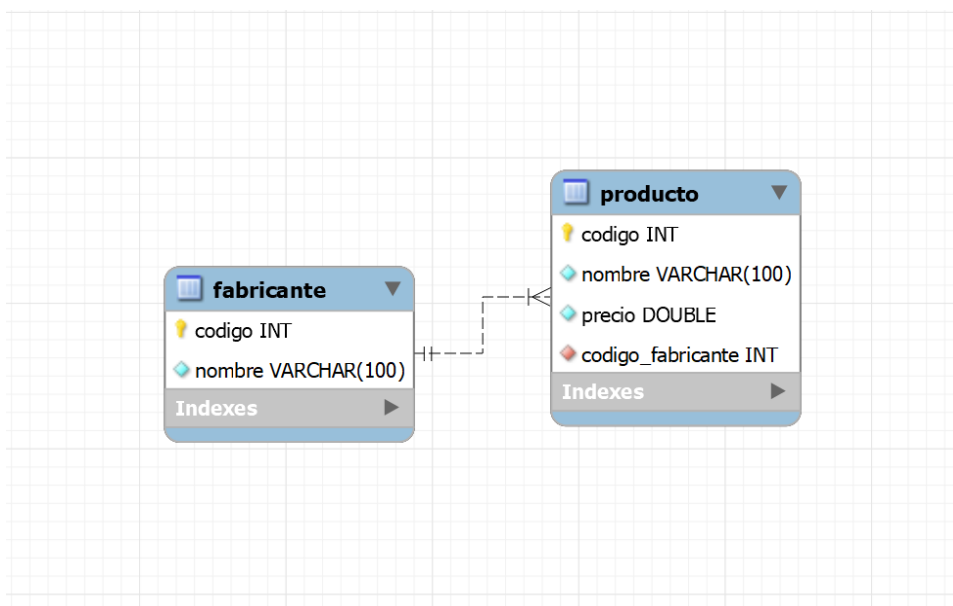 fabricante
codigo INT
nombre VARCHAR(100)
Indexes
producto
codigo INT
nombre VARCHAR(100)
precio DOUBLE
codigo_fabricante INT
Indexes